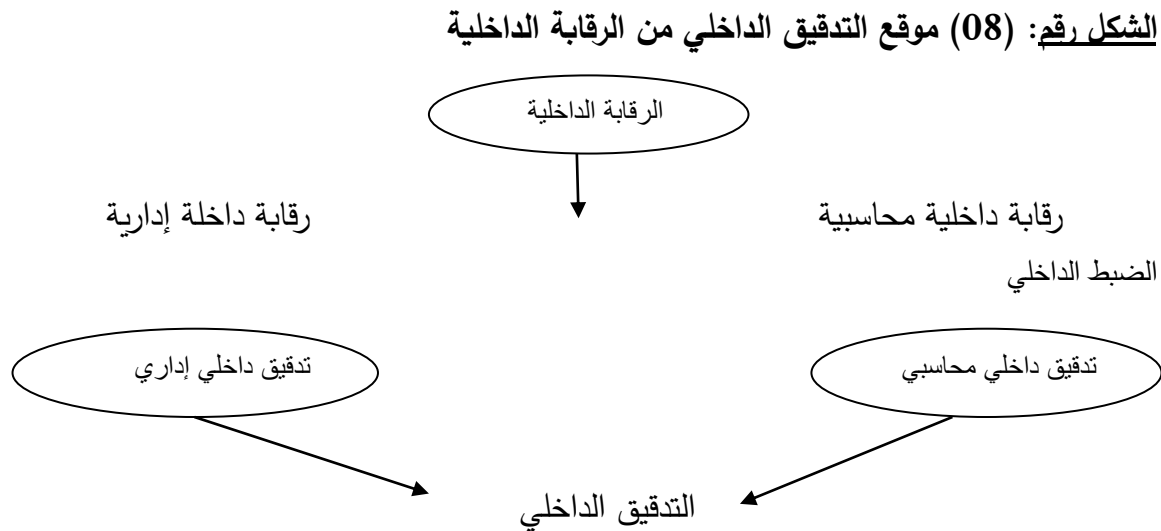 الشكل رقم: (08) موقع التدقيق الداخلي من الرقابة الداخلية
الرقابة الداخلية
رقابة داخلية محاسبية
رقابة داخلة إدارية
الضبط الداخلي
تدقيق داخلي محاسبي
تدقيق داخلي إداري
التدقيق الداخلي